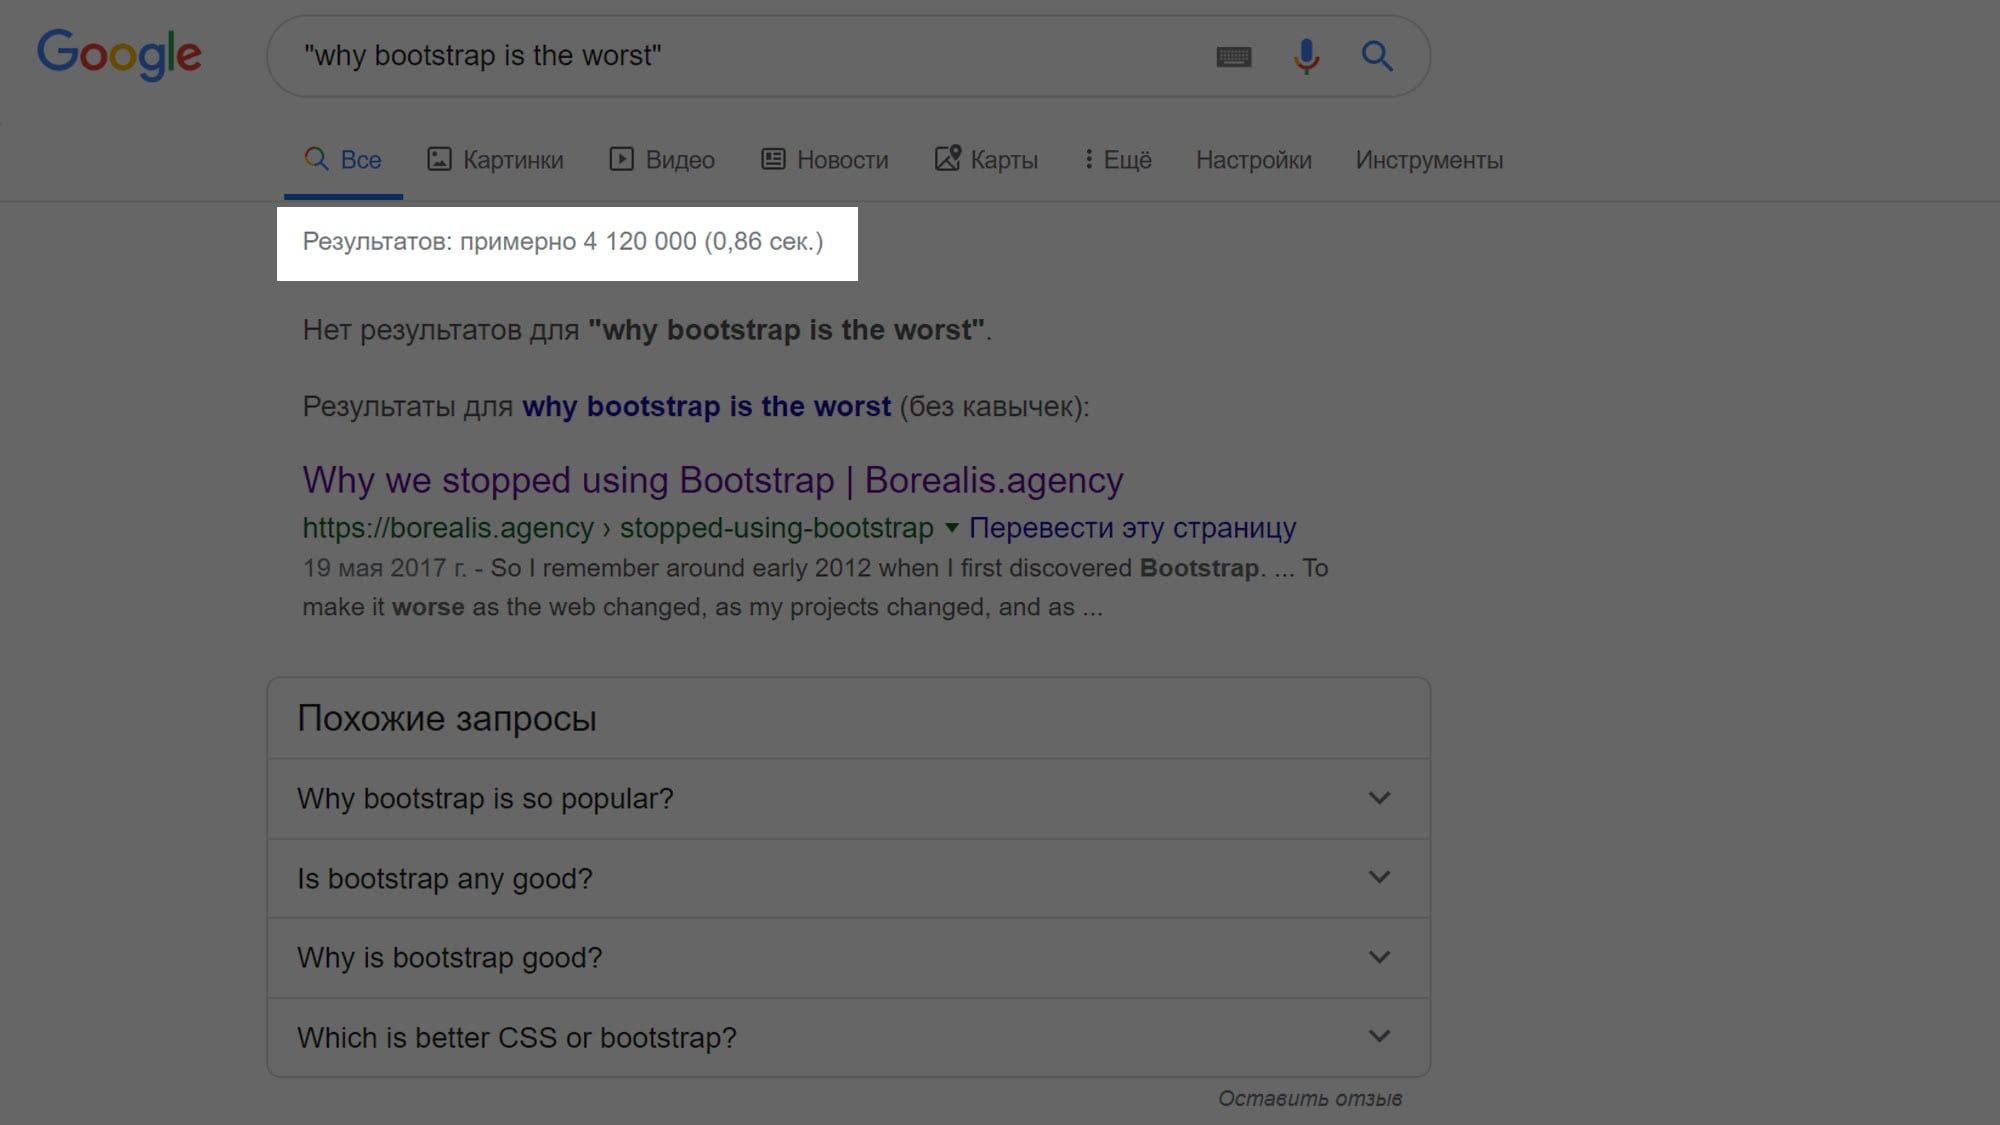 Google
"why bootstrap is the worst"
Все Картинки Видео Новости Карты Ещё Настройки Инструменты
Результатов: примерно 4 120 000 (0,86 сек.)
Нет результатов для "why bootstrap is the worst".
Результаты для why bootstrap is the worst (без кавычек):
Why we stopped using Bootstrap | Borealis.agency
https://borealis.agency › stopped-using-bootstrap ▾ Перевести эту страницу
19 мая 2017 г. - So I remember around early 2012 when I first discovered Bootstrap. ... To
make it worse as the web changed, as my projects changed, and as ...
Похожие запросы
Why bootstrap is so popular?
Is bootstrap any good?
Why is bootstrap good?
Which is better CSS or bootstrap?
Оставить отзыв